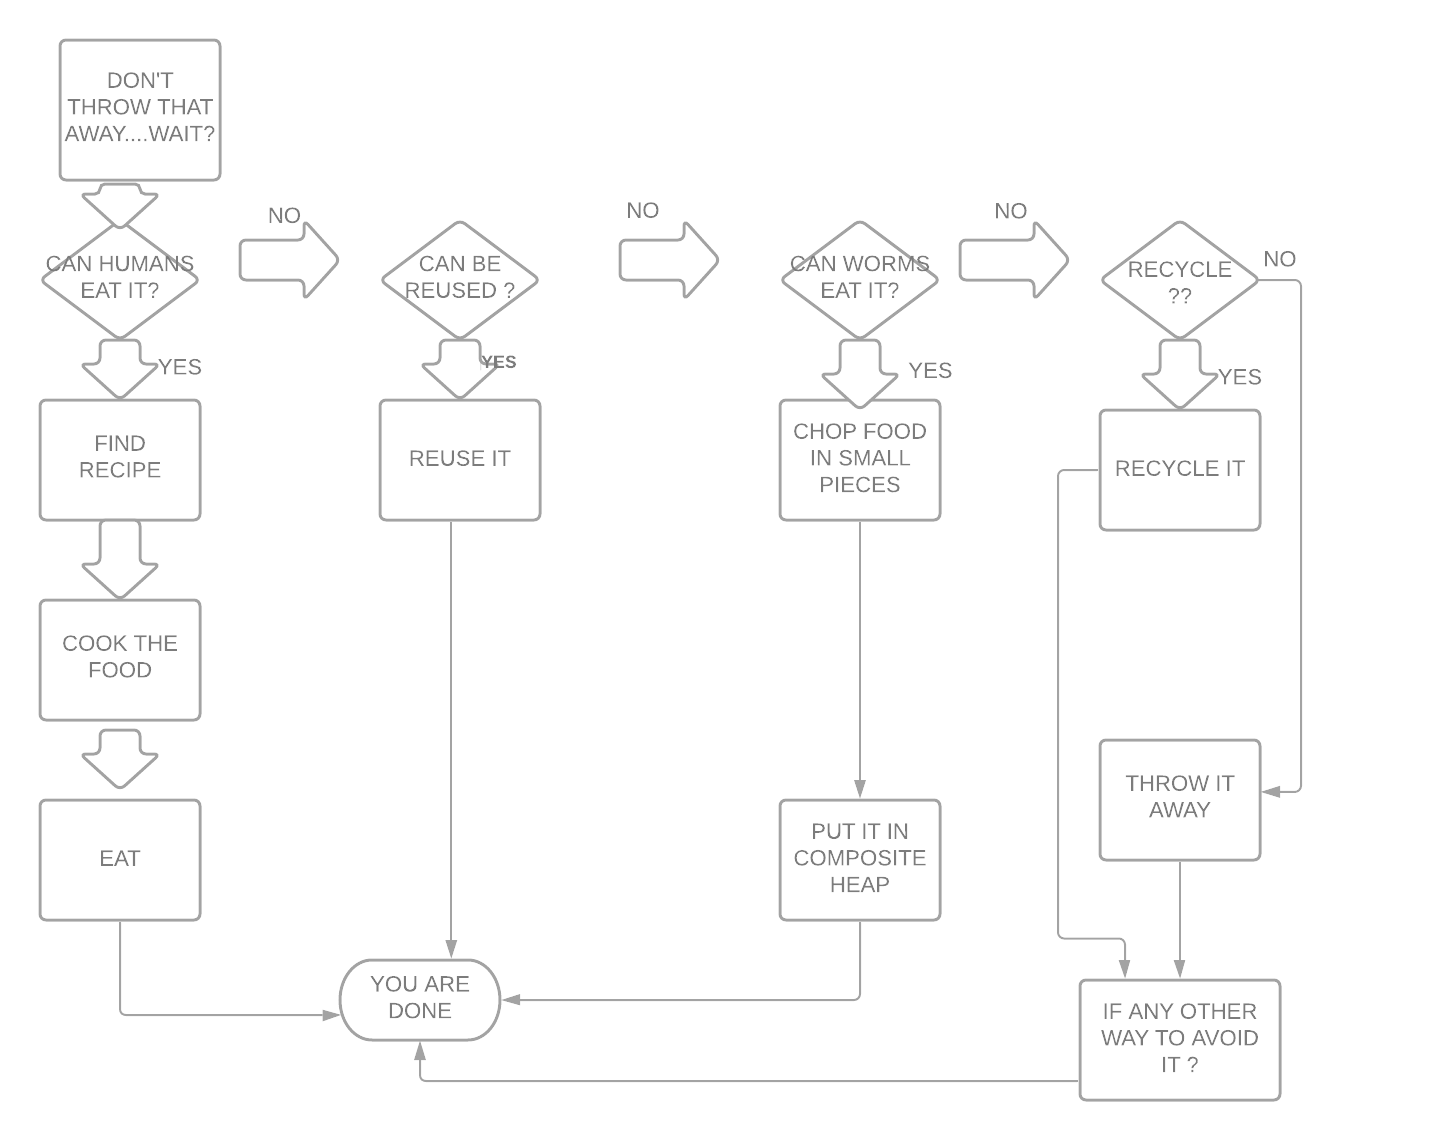 DON'T
THROW THAT
AWAY....WAIT?
NO
NO
NO
CAN HUMANS
EAT IT?
CAN BE
REUSED ?
CAN WORMS
EAT IT?
RECYCLE
??
NO
YES
YES
YES
YES
FIND
RECIPE
REUSE IT
CHOP FOOD
IN SMALL
PIECES
RECYCLE IT
COOK THE
FOOD
THROW IT
AWAY
EAT
PUT IT IN
COMPOSITE
HEAP
YOU ARE
DONE
IF ANY OTHER
WAY TO AVOID
IT ?